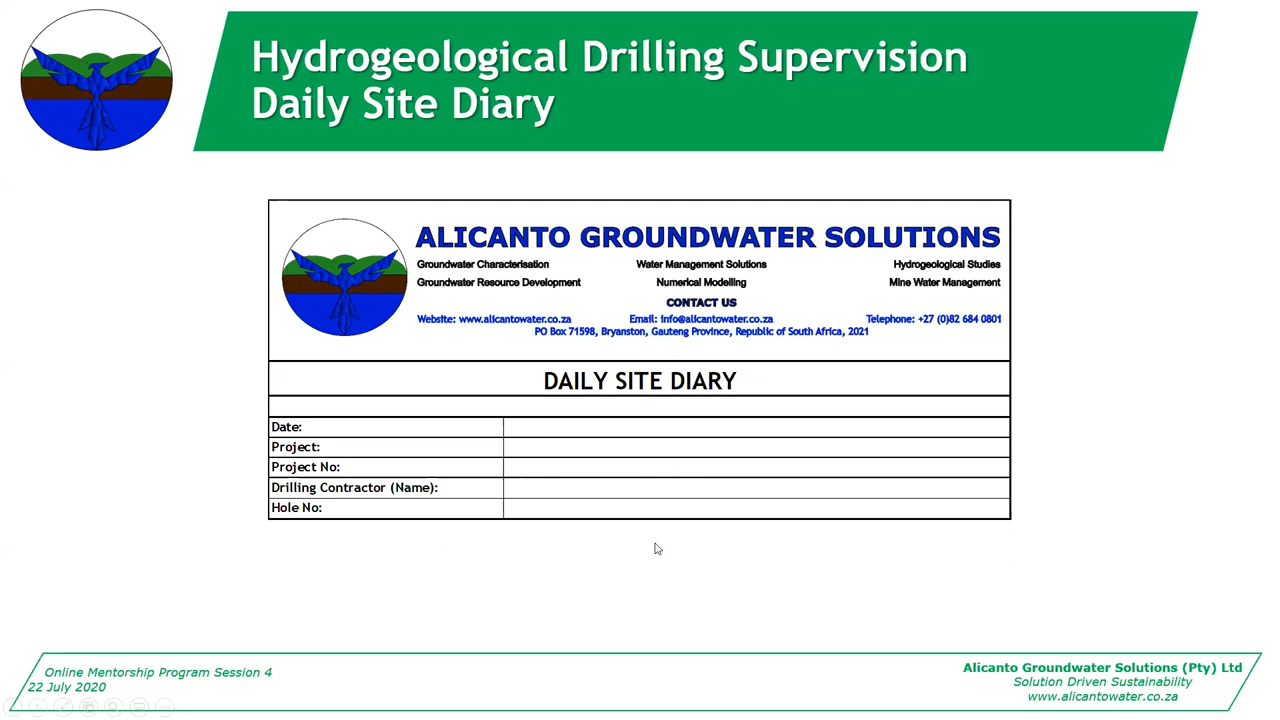 Hydrogeological Drilling Supervision
Daily Site Diary
ALICANTO GROUNDWATER SOLUTIONS
Groundwater Characterisation Water Management Solutions Hydrogeological Studies
Groundwater Resource Development Numerical Modelling Mine Water Management
CONTACT US
Website: www.alicantowater.co.za Email: info@alicantowater.co.za Telephone: +27 (0)82 684 0801
PO Box 71598, Bryanston, Gauteng Province, Republic of South Africa, 2021
DAILY SITE DIARY
Date:
Project:
Project No:
Drilling Contractor (Name):
Hole No:
Online Mentorship Program Session 4
22 July 2020
Alicanto Groundwater Solutions (Pty) Ltd
Solution Driven Sustainability
www.alicantowater.co.za